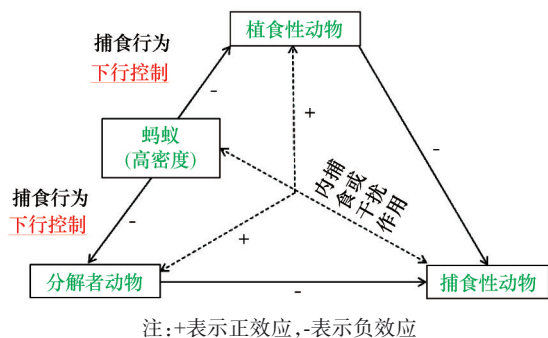 植食性动物
捕食行为
下行控制
-
+
蚂蚁
(高密度)
-
内捕
食或
干扰
作用
捕食行为
下行控制
-
+
分解者动物
-
捕食性动物
注:+表示正效应,-表示负效应